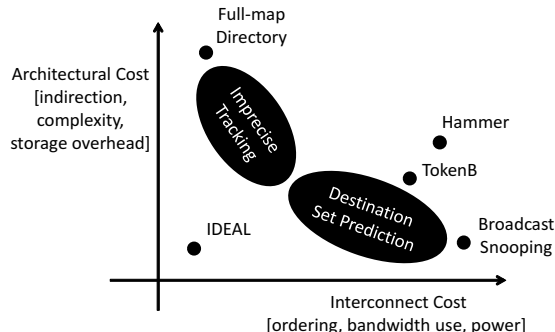 Full-map
Directory
Architectural Cost
[indirection,
complexity,
storage overhead]
Imprecise
Tracking
Hammer
TokenB
Destination
Set Prediction
IDEAL
Broadcast
Snooping
Interconnect Cost
[ordering, bandwidth use, power]